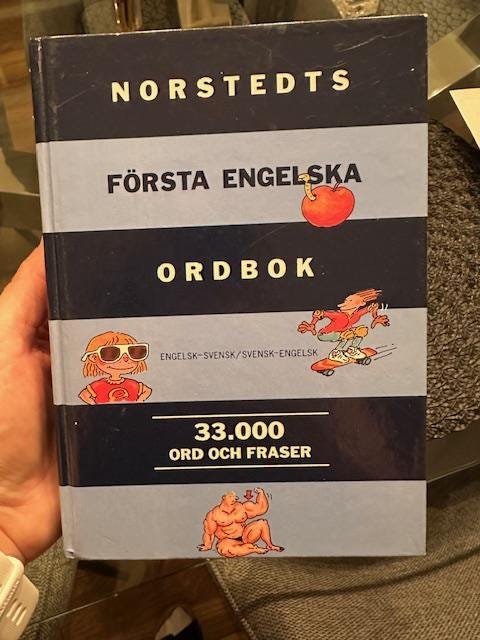 NORSTEDTS
FÖRSTA ENGELSKA
ORDBOK
ENGELSK–SVENSK/SVENSK–ENGELSK
33.000
ORD OCH FRASER